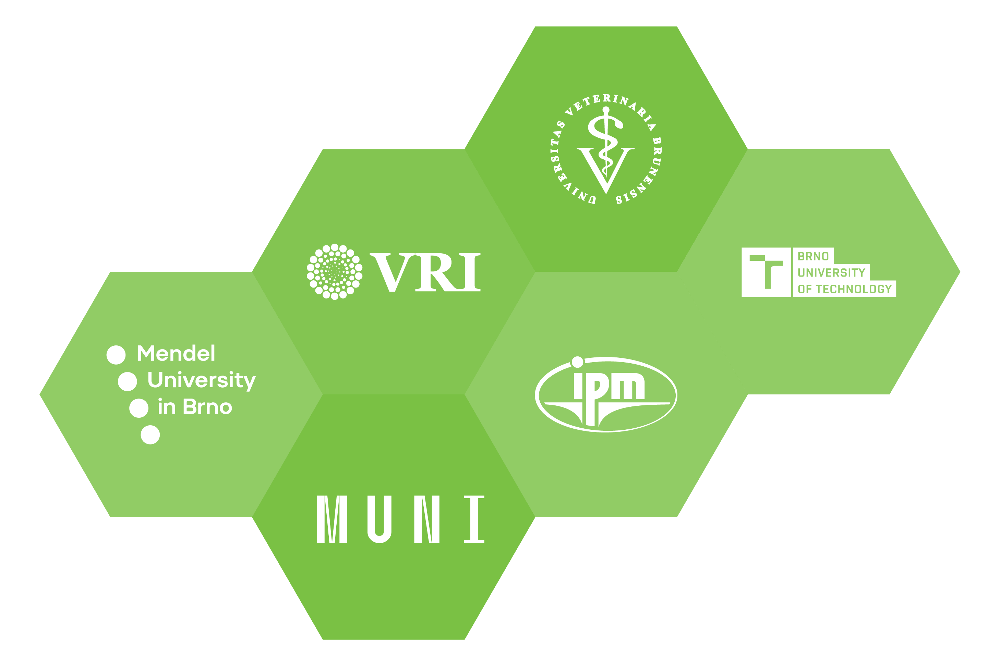 UNIVERSITAS VETERINARIA BRUNENSIS
VRI
BRNO
UNIVERSITY
OF TECHNOLOGY
Mendel
University
in Brno
ipm
MUNI